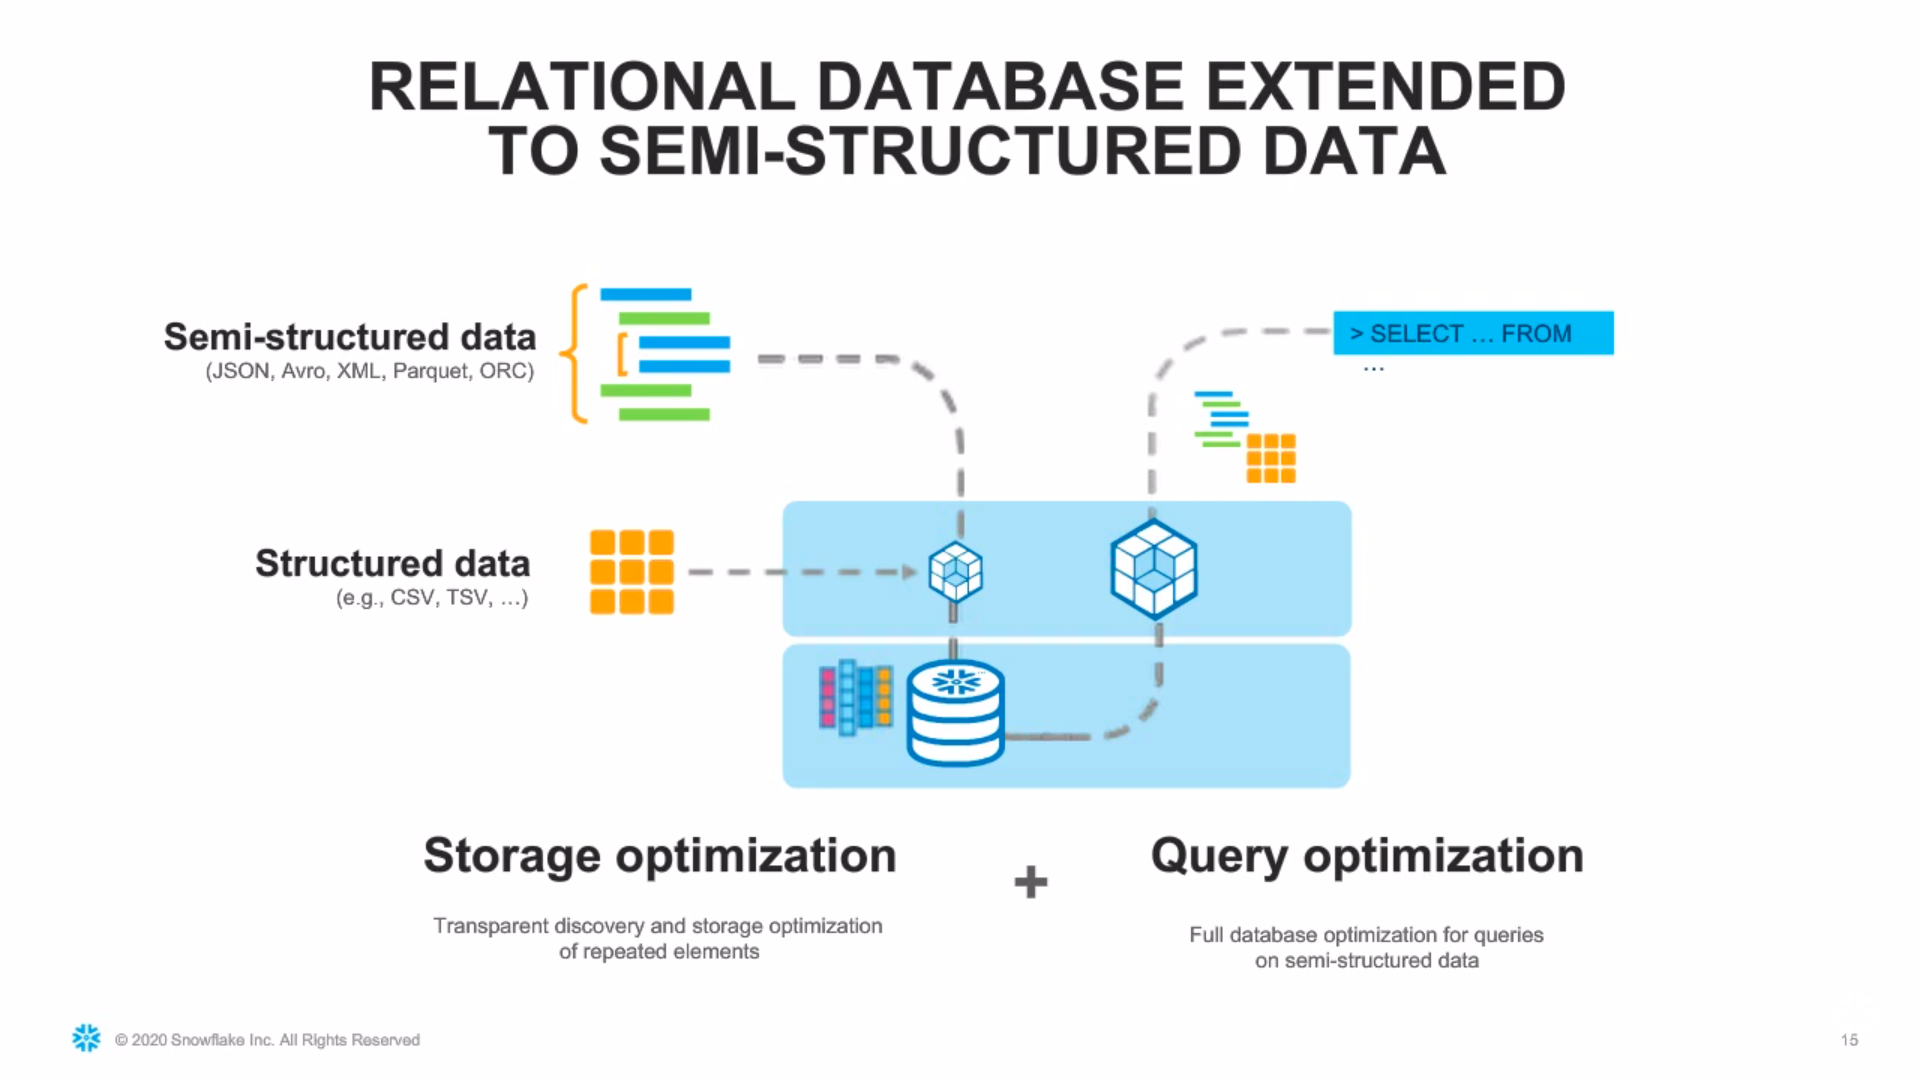 RELATIONAL DATABASE EXTENDED
TO SEMI-STRUCTURED DATA
Semi-structured data
(JSON, Avro, XML, Parquet, ORC)
> SELECT ... FROM
...
Structured data
(e.g., CSV, TSV, ...)
Storage optimization
+
Query optimization
Transparent discovery and storage optimization
of repeated elements
Full database optimization for queries
on semi-structured data
© 2020 Snowflake Inc. All Rights Reserved
15